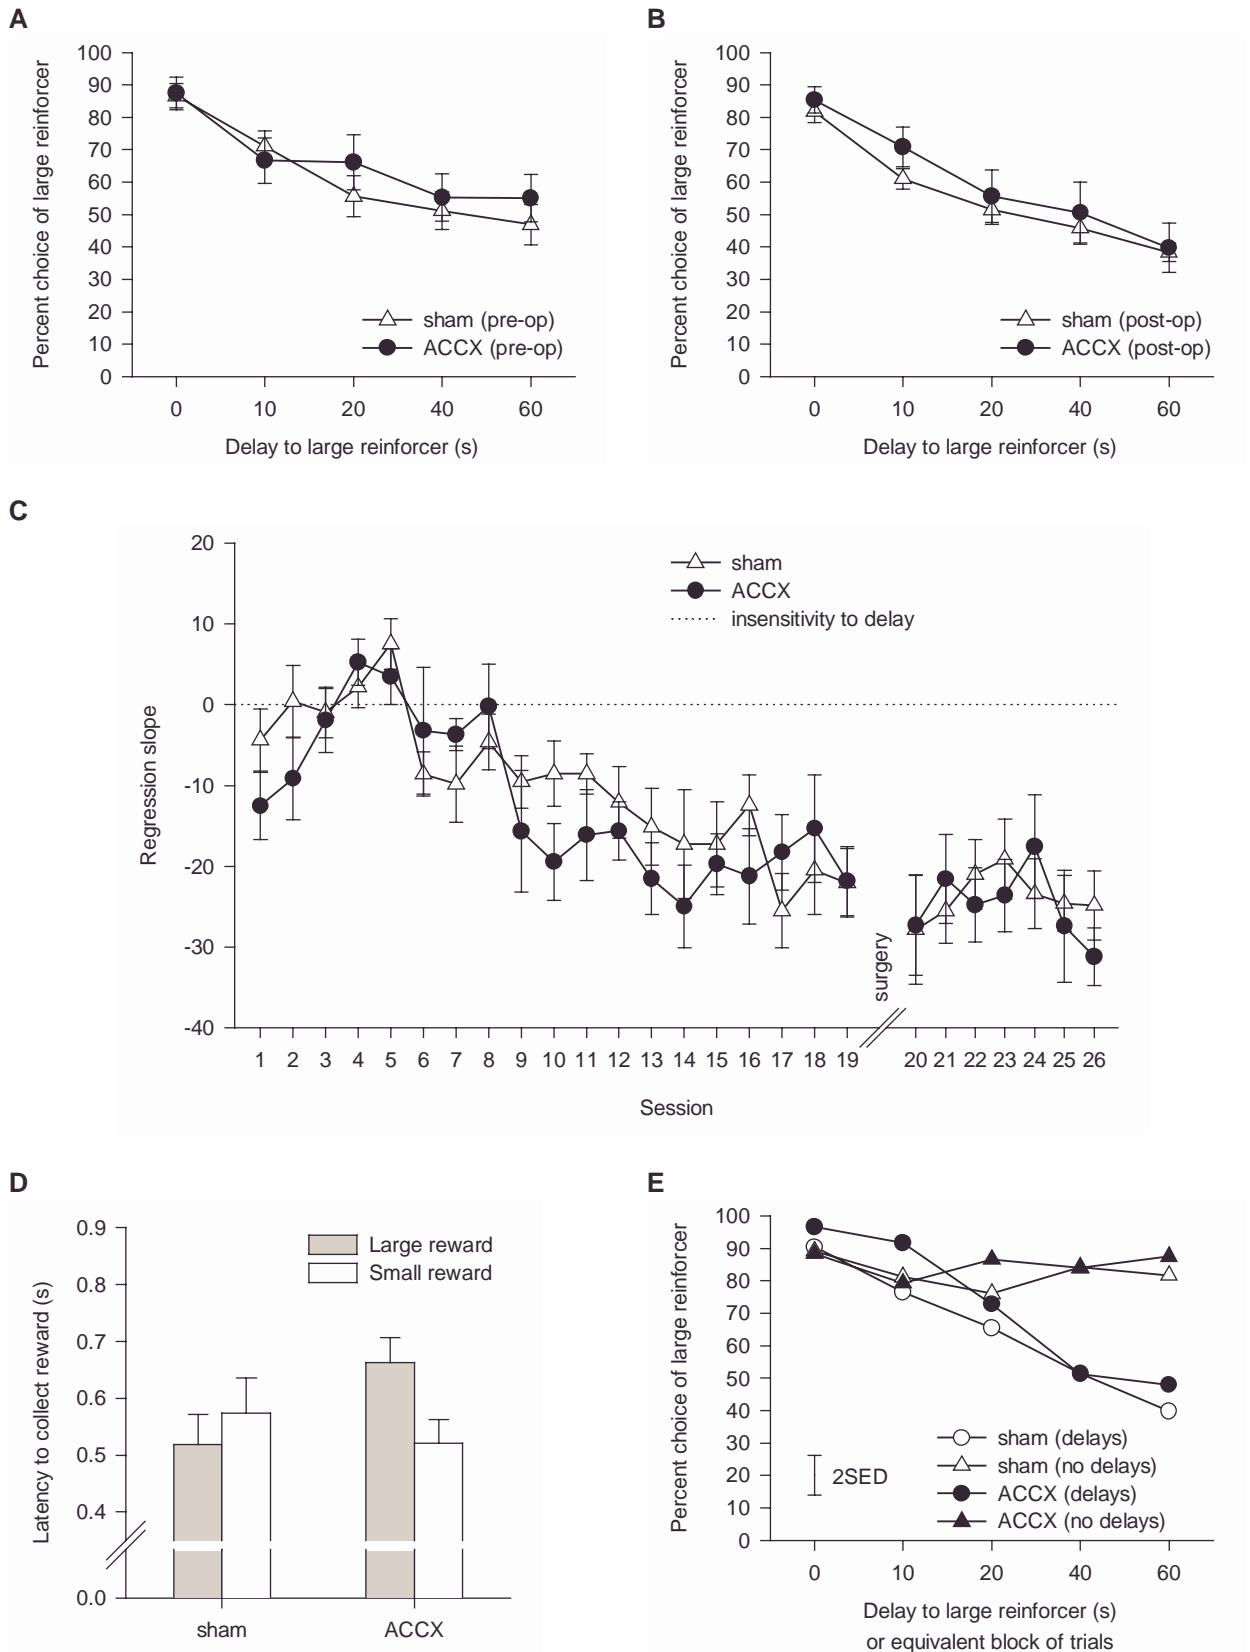 A
Percent choice of large reinforcer
100
90
80
70
60
50
40
30
20
10
0
sham (pre-op)
ACCX (pre-op)
0 10 20 40 60
Delay to large reinforcer (s)
B
Percent choice of large reinforcer
100
90
80
70
60
50
40
30
20
10
0
sham (post-op)
ACCX (post-op)
0 10 20 40 60
Delay to large reinforcer (s)
C
Regression slope
20
10
0
-10
-20
-30
-40
sham
ACCX
insensitivity to delay
surgery
1 2 3 4 5 6 7 8 9 10 11 12 13 14 15 16 17 18 19 20 21 22 23 24 25 26
Session
D
Latency to collect reward (s)
0.9
0.8
0.7
0.6
0.5
0.4
0.0
Large reward
Small reward
sham ACCX
E
Percent choice of large reinforcer
100
90
80
70
60
50
40
30
20
10
0
2SED
sham (delays)
sham (no delays)
ACCX (delays)
ACCX (no delays)
0 10 20 40 60
Delay to large reinforcer (s)
or equivalent block of trials